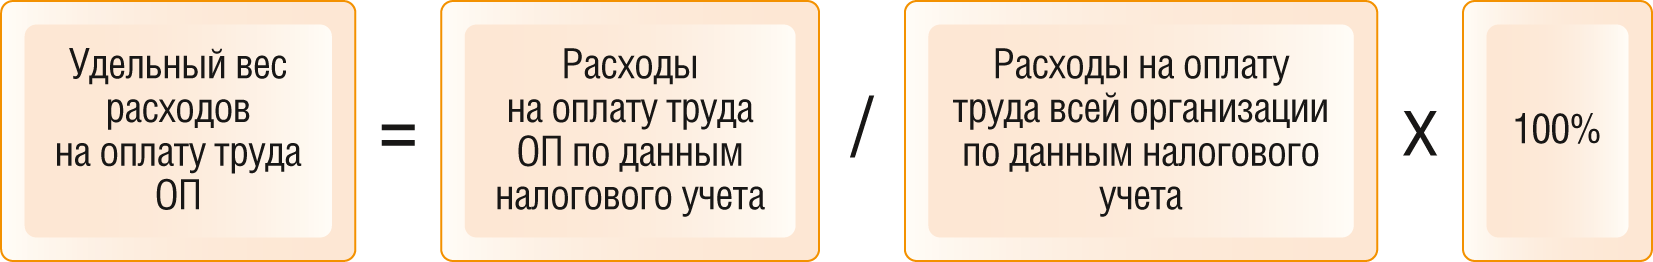 Удельный вес
расходов
на оплату труда
ОП
=
Расходы
на оплату труда
ОП по данным
налогового учета
/
Расходы на оплату
труда всей организации
по данным налогового
учета
х
100%